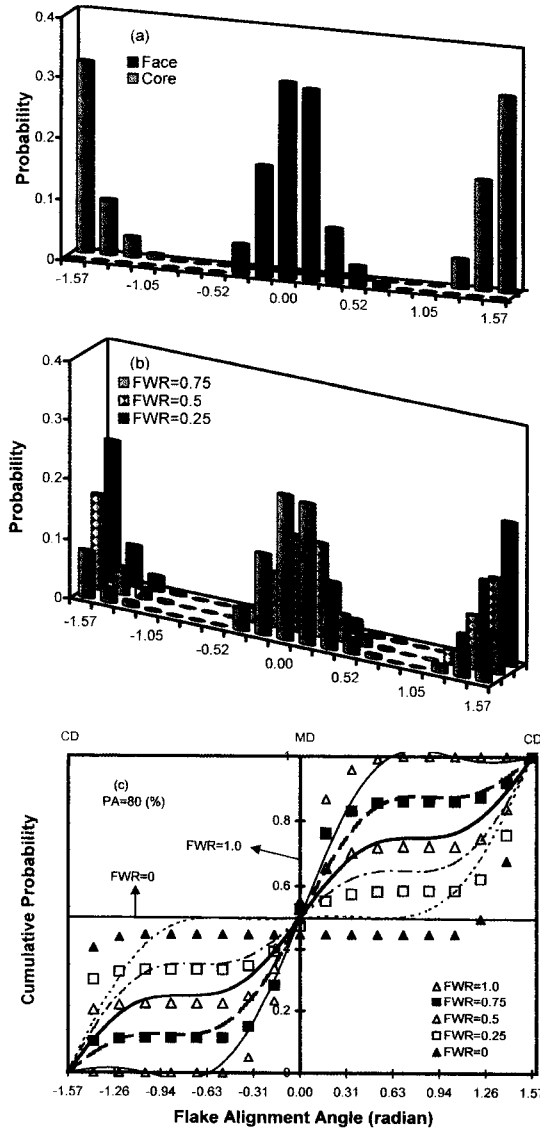 (a)
Face
Core
Probability
0.4
0.3
0.2
0.1
0
-1.57
-1.05
-0.52
0.00
0.52
1.05
1.57
(b)
FWR=0.75
FWR=0.5
FWR=0.25
Probability
0.4
0.3
0.2
0.1
0
-1.57
-1.05
-0.52
0.00
0.52
1.05
1.57
CD
MD
CD
(c)
PA=80 (%)
FWR=0
FWR=1.0
Cumulative Probability
1
0.8
0.6
0.4
0.2
0
FWR=1.0
FWR=0.75
FWR=0.5
FWR=0.25
FWR=0
-1.57 -1.26 -0.94 -0.63 -0.31 0.00 0.31 0.63 0.94 1.26 1.57
Flake Alignment Angle (radian)